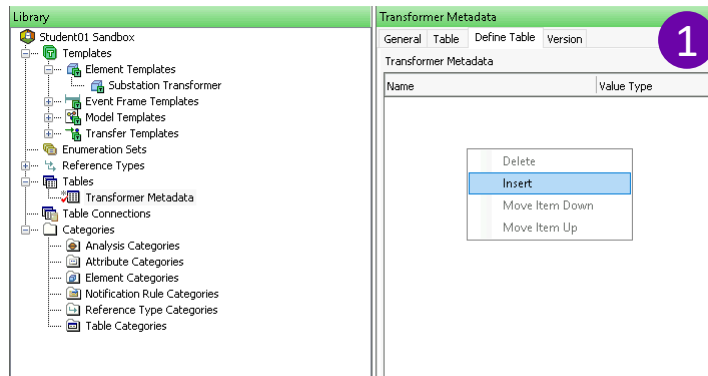 Library
Student01 Sandbox
Templates
Element Templates
Substation Transformer
Event Frame Templates
Model Templates
Transfer Templates
Enumeration Sets
Reference Types
Tables
Transformer Metadata
Table Connections
Categories
Analysis Categories
Attribute Categories
Element Categories
Notification Rule Categories
Reference Type Categories
Table Categories
Transformer Metadata
General Table Define Table Version
1
Transformer Metadata
Name Value Type
Delete
Insert
Move Item Down
Move Item Up